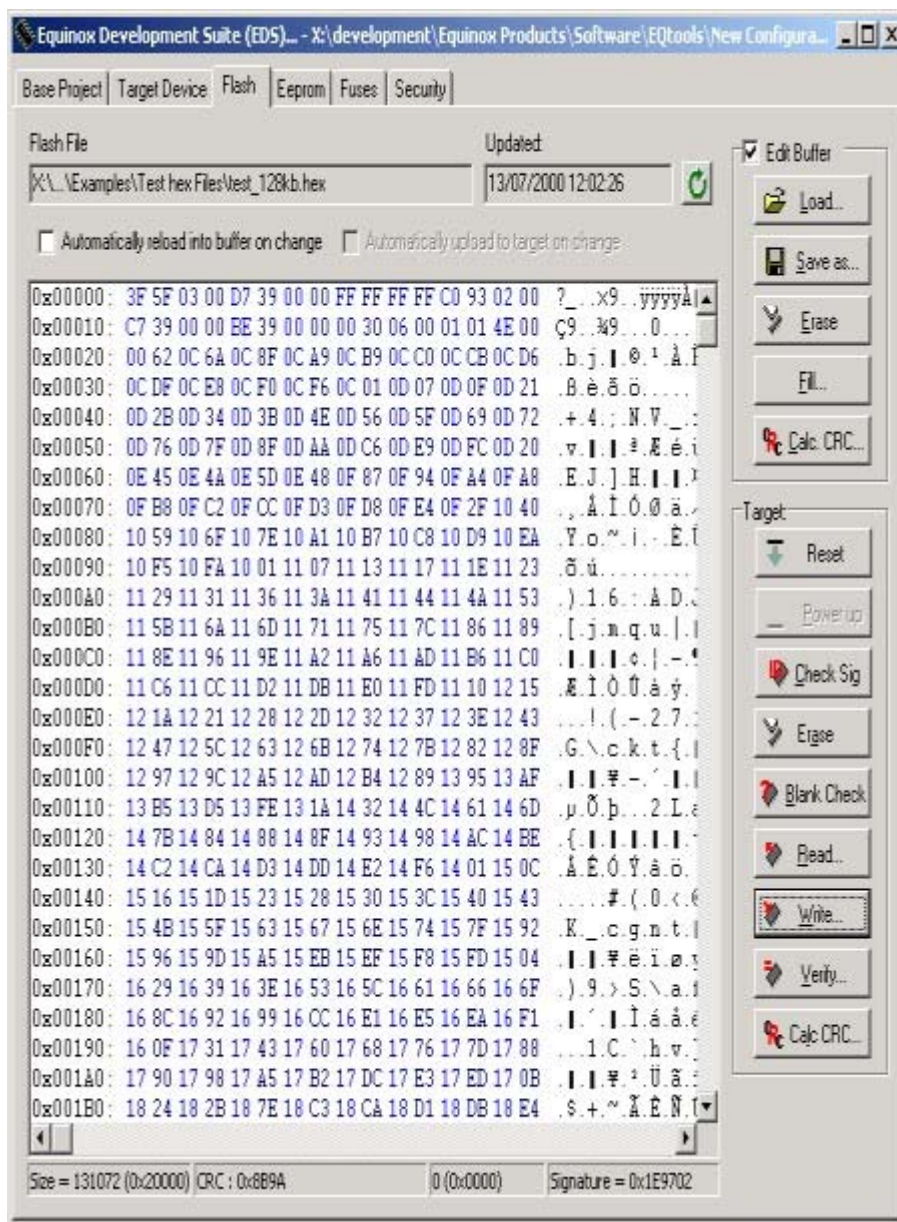 Equinox Development Suite (EDS)... - X:\development\Equinox Products\Software\EQtools\New Configura...
Base Project Target Device Flash Eeprom Fuses Security
Flash File Updated:
X:\...\Examples\Test hex Files\test_128kb.hex 13/07/2000 12:02:26
Automatically reload into buffer on change Automatically upload to target on change
Edit Buffer
Load...
Save as...
Erase
Fill...
Calc. CRC...
Target:
Reset
Power up
Check Sig
Erase
Blank Check
Read...
Write...
Verify...
Calc CRC...
0x00000: 3F 5F 03 00 D7 39 00 00 FF FF FF FF C0 93 02 00
0x00010: C7 39 00 00 BE 39 00 00 00 30 06 00 01 01 4E 00
0x00020: 00 62 0C 6A 0C 8F 0C A9 0C B9 0C C0 0C CB 0C D6
0x00030: 0C DF 0C E8 0C F0 0C F6 0C 01 0D 07 0D 0F 0D 21
0x00040: 0D 2B 0D 34 0D 3B 0D 4E 0D 56 0D 5F 0D 69 0D 72
0x00050: 0D 76 0D 7F 0D 8F 0D AA 0D C6 0D E9 0D FC 0D 20
0x00060: 0E 45 0E 4A 0E 5D 0E 48 0F 87 0F 94 0F A4 0F A8
0x00070: 0F B8 0F C2 0F CC 0F D3 0F D8 0F E4 0F 2F 10 40
0x00080: 10 59 10 6F 10 7E 10 A1 10 B7 10 C8 10 D9 10 EA
0x00090: 10 F5 10 FA 10 01 11 07 11 13 11 17 11 1E 11 23
0x000A0: 11 29 11 31 11 36 11 3A 11 41 11 44 11 4A 11 53
0x000B0: 11 5B 11 6A 11 6D 11 71 11 75 11 7C 11 86 11 89
0x000C0: 11 8E 11 96 11 9E 11 A2 11 A6 11 AD 11 B6 11 C0
0x000D0: 11 C6 11 CC 11 D2 11 DB 11 E0 11 FD 11 10 12 15
0x000E0: 12 1A 12 21 12 28 12 2D 12 32 12 37 12 3E 12 43
0x000F0: 12 47 12 5C 12 63 12 6B 12 74 12 7B 12 82 12 8F
0x00100: 12 97 12 9C 12 A5 12 AD 12 B4 12 89 13 95 13 AF
0x00110: 13 B5 13 D5 13 FE 13 1A 14 32 14 4C 14 61 14 6D
0x00120: 14 7B 14 84 14 88 14 8F 14 93 14 98 14 AC 14 BE
0x00130: 14 C2 14 CA 14 D3 14 DD 14 E2 14 F6 14 01 15 0C
0x00140: 15 16 15 1D 15 23 15 28 15 30 15 3C 15 40 15 43
0x00150: 15 4B 15 5F 15 63 15 67 15 6E 15 74 15 7F 15 92
0x00160: 15 96 15 9D 15 A5 15 EB 15 EF 15 F8 15 FD 15 04
0x00170: 16 29 16 39 16 3E 16 53 16 5C 16 61 16 66 16 6F
0x00180: 16 8C 16 92 16 99 16 CC 16 E1 16 E5 16 EA 16 F1
0x00190: 16 0F 17 31 17 43 17 60 17 68 17 76 17 7D 17 88
0x001A0: 17 90 17 98 17 A5 17 B2 17 DC 17 E3 17 ED 17 0B
0x001B0: 18 24 18 2B 18 7E 18 C3 18 CA 18 D1 18 DB 18 E4
Size = 131072 (0x20000) CRC : 0x8B9A 0 (0x0000) Signature = 0x1E9702